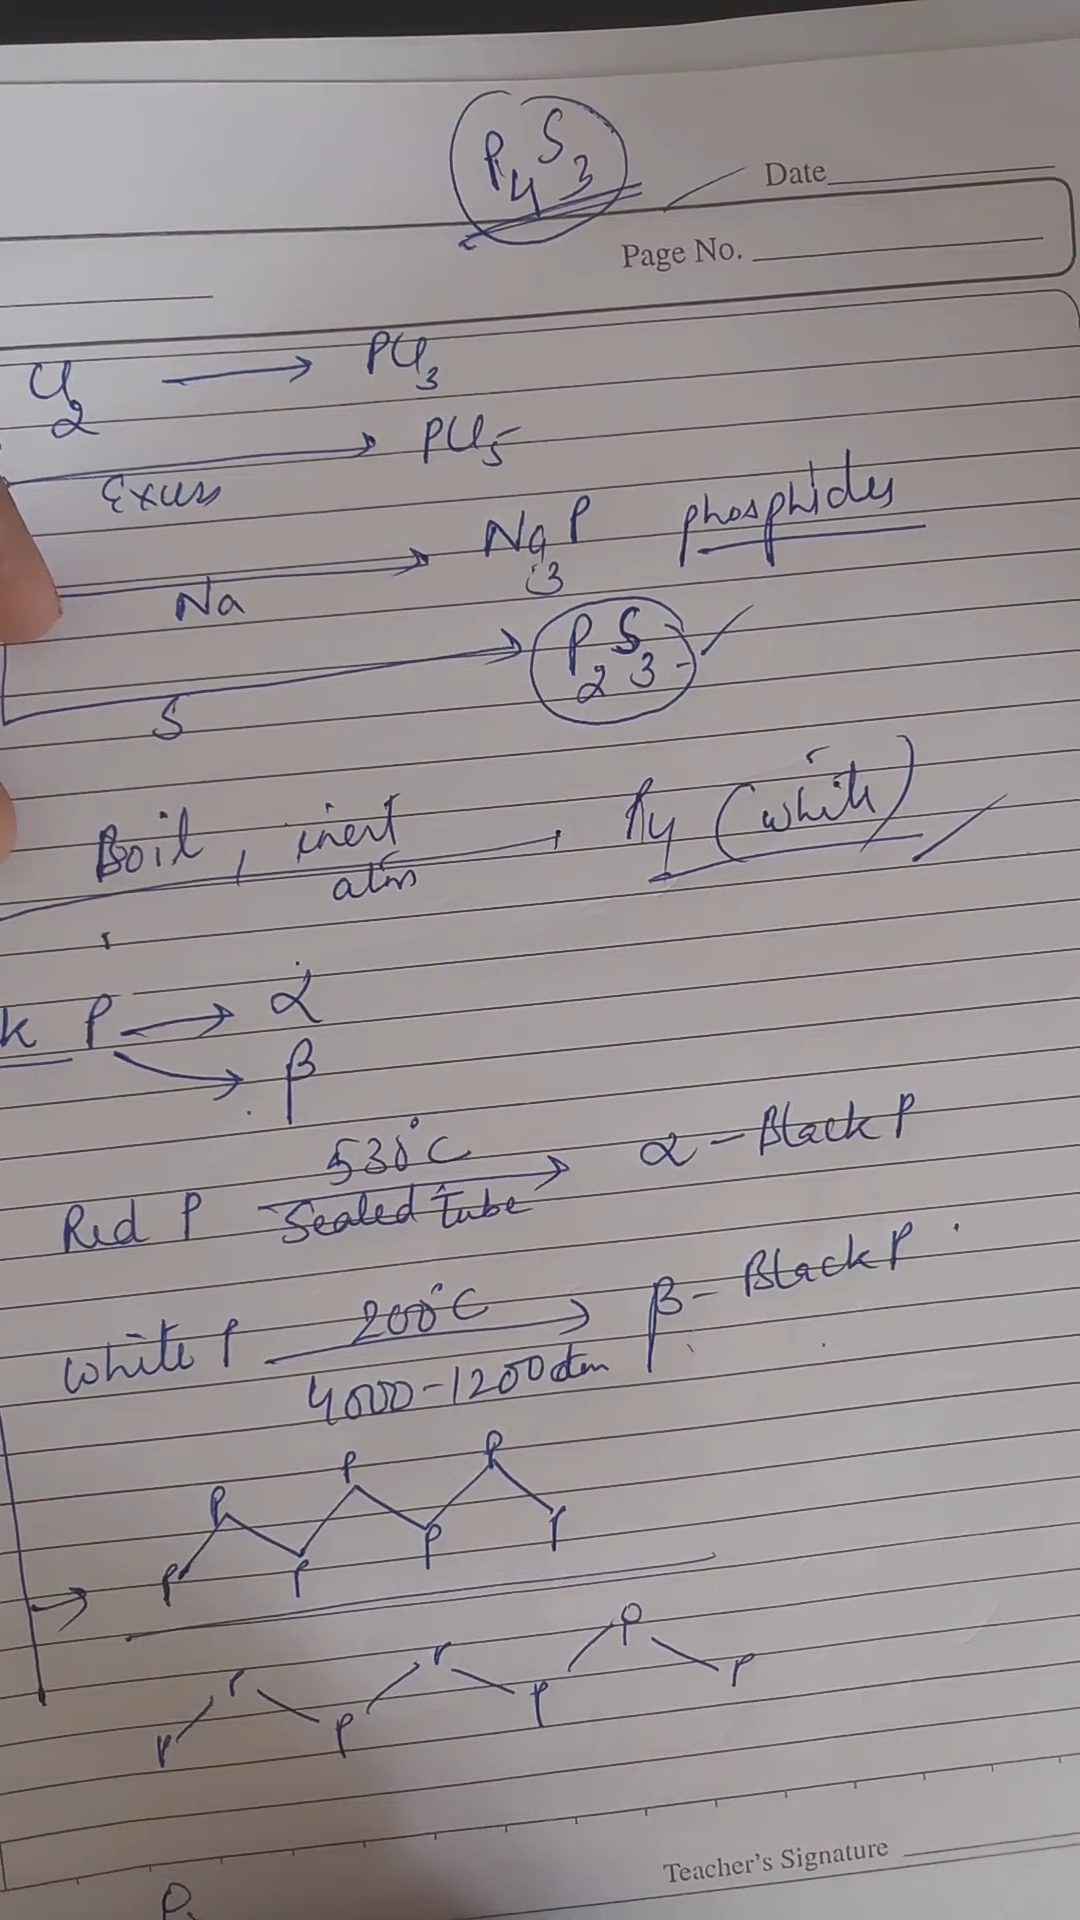 P4S3
Date
Page No.
Cl2 → PCl3
Excess → PCl5
Na → Na3P phosphides
S → P2S3
Boil, inert atm → P4 (white)
k P → α
→ β
Red P 530°C Sealed tube → α - Black P
White P 200°C 4000-1200 atm → β - Black P
P P P P P P P
P P P P P P P
Teacher's Signature